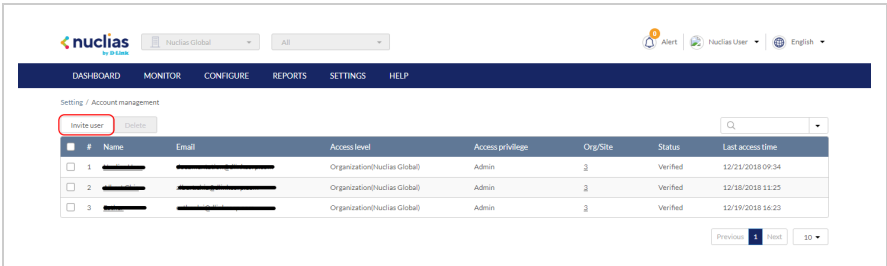 nuclias
by D-Link
Nuclias Global
All
0
Alert
Nuclias User
English
DASHBOARD MONITOR CONFIGURE REPORTS SETTINGS HELP
Setting / Account management
Invite user Delete
# Name Email Access level Access privilege Org/Site Status Last access time
1 Organization(Nuclias Global) Admin 3 Verified 12/21/2018 09:34
2 Organization(Nuclias Global) Admin 3 Verified 12/18/2018 11:25
3 Organization(Nuclias Global) Admin 3 Verified 12/19/2018 16:23
Previous 1 Next 10